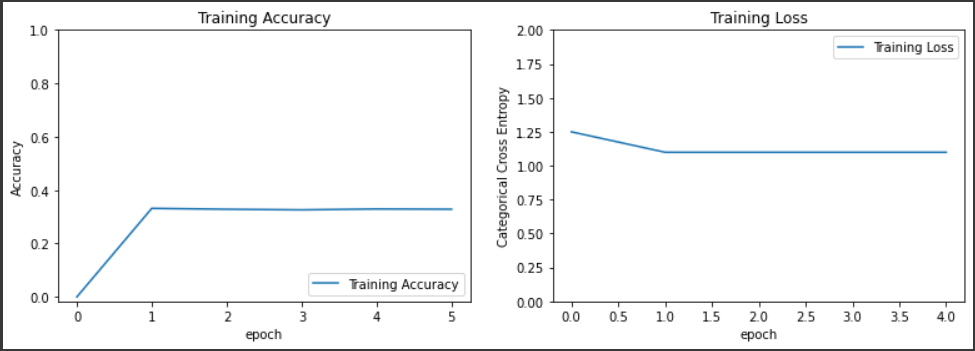 Training Accuracy
1.0
0.8
0.6
0.4
0.2
0.0
Accuracy
Training Accuracy
0 1 2 3 4 5
epoch
Training Loss
2.00
1.75
1.50
1.25
1.00
0.75
0.50
0.25
0.00
Categorical Cross Entropy
Training Loss
0.0 0.5 1.0 1.5 2.0 2.5 3.0 3.5 4.0
epoch